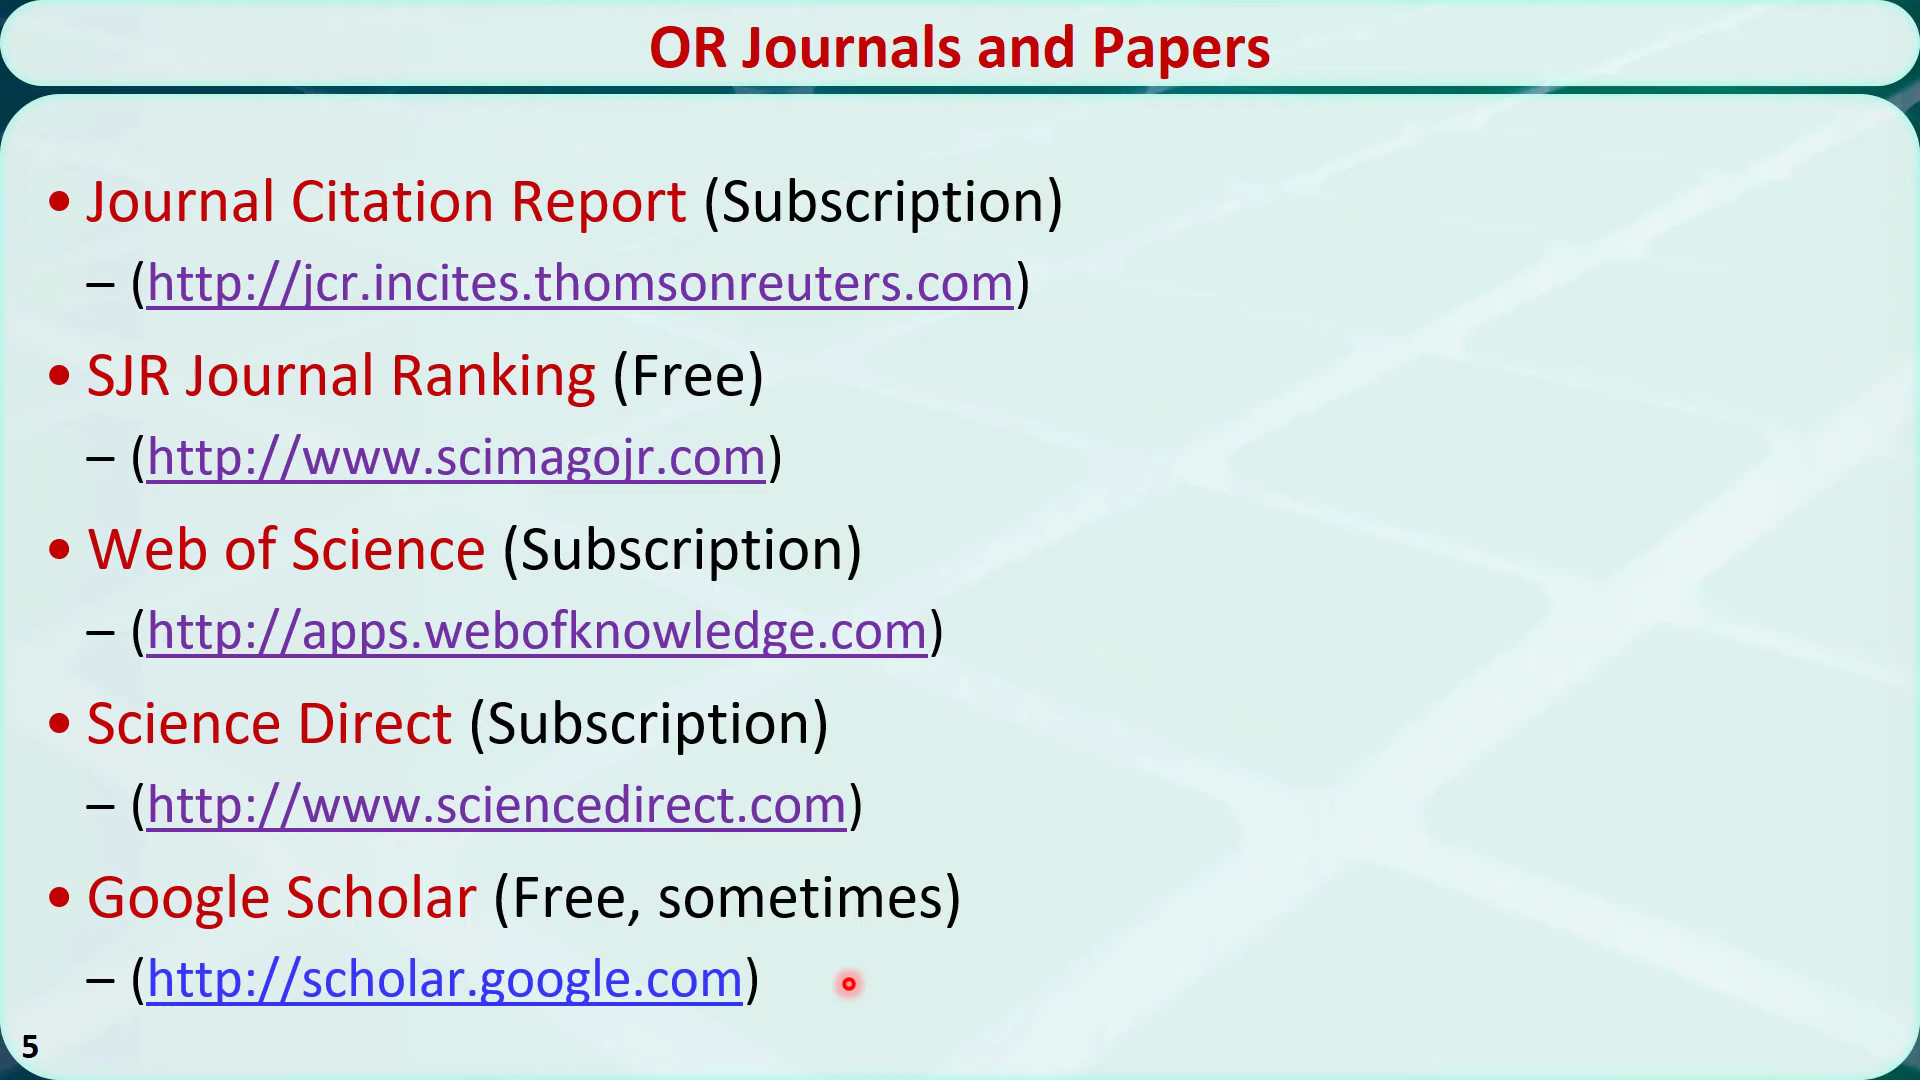 OR Journals and Papers
• Journal Citation Report (Subscription)
– (http://jcr.incites.thomsonreuters.com)
• SJR Journal Ranking (Free)
– (http://www.scimagojr.com)
• Web of Science (Subscription)
– (http://apps.webofknowledge.com)
• Science Direct (Subscription)
– (http://www.sciencedirect.com)
• Google Scholar (Free, sometimes)
– (http://scholar.google.com)
5